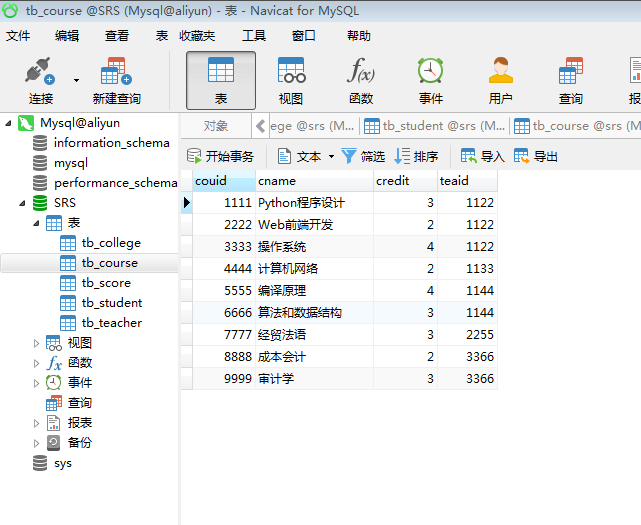 tb_course @SRS (Mysql@aliyun) - 表 - Navicat for MySQL
文件 编辑 查看 表 收藏夹 工具 窗口 帮助
连接 新建查询 表 视图 f(x) 函数 事件 用户 查询 报
对象 ege @srs (M... tb_student @srs (M... tb_course @srs (M
开始事务 文本 筛选 排序 导入 导出
Mysql@aliyun
information_schema
mysql
performance_schema
SRS
表
tb_college
tb_course
tb_score
tb_student
tb_teacher
视图
fx 函数
事件
查询
报表
备份
sys
couid cname credit teaid
1111 Python程序设计 3 1122
2222 Web前端开发 2 1122
3333 操作系统 4 1122
4444 计算机网络 2 1133
5555 编译原理 4 1144
6666 算法和数据结构 3 1144
7777 经贸法语 3 2255
8888 成本会计 2 3366
9999 审计学 3 3366